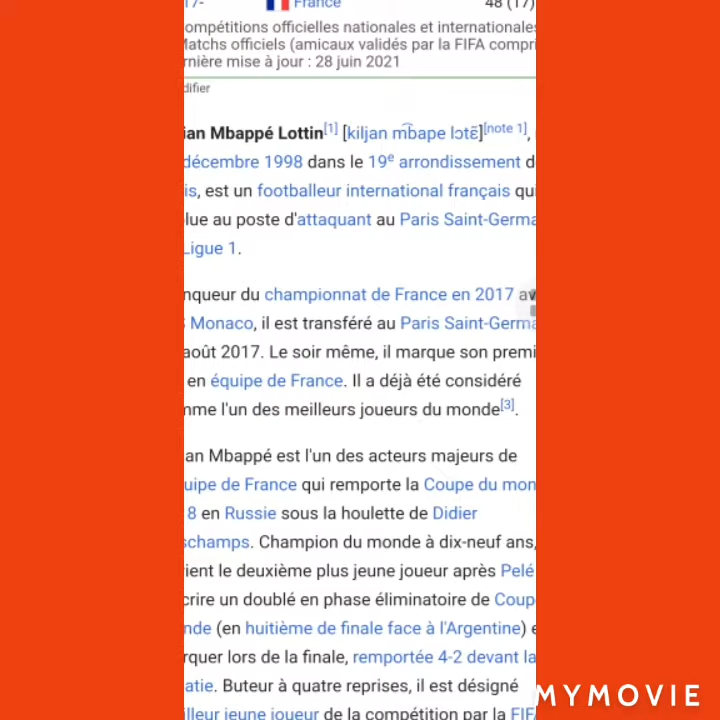 17- France 48 (17)
ompétitions officielles nationales et internationales
Matchs officiels (amicaux validés par la FIFA compri
rnière mise à jour : 28 juin 2021
difier
ian Mbappé Lottin[1] [kiljan m͡bape lɔtɛ̃][note 1],
décembre 1998 dans le 19e arrondissement d
is, est un footballeur international français qui
lue au poste d'attaquant au Paris Saint-Germa
Ligue 1.
nqueur du championnat de France en 2017 av
S Monaco, il est transféré au Paris Saint-Germa
août 2017. Le soir même, il marque son premi
en équipe de France. Il a déjà été considéré
mme l'un des meilleurs joueurs du monde[3].
an Mbappé est l'un des acteurs majeurs de
uipe de France qui remporte la Coupe du mon
8 en Russie sous la houlette de Didier
schamps. Champion du monde à dix-neuf ans,
ient le deuxième plus jeune joueur après Pelé
crire un doublé en phase éliminatoire de Coup
nde (en huitième de finale face à l'Argentine) e
rquer lors de la finale, remportée 4-2 devant la
atie. Buteur à quatre reprises, il est désigné
illeur jeune joueur de la compétition par la FIF
MYMOVIE